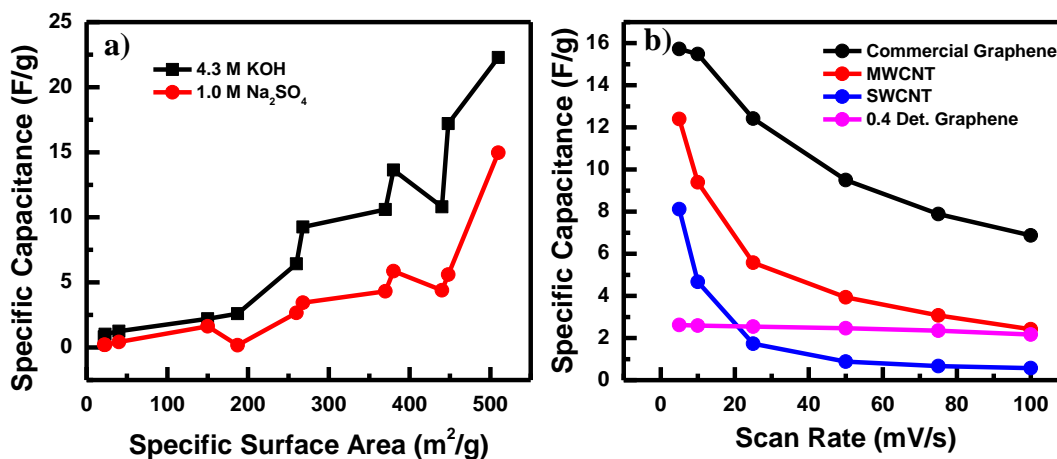 a)
4.3 M KOH
1.0 M Na₂SO₄
Specific Capacitance (F/g)
25
20
15
10
5
0
0 100 200 300 400 500
Specific Surface Area (m²/g)
b)
Commercial Graphene
MWCNT
SWCNT
0.4 Det. Graphene
Specific Capacitance (F/g)
16
14
12
10
8
6
4
2
0
0 20 40 60 80 100
Scan Rate (mV/s)